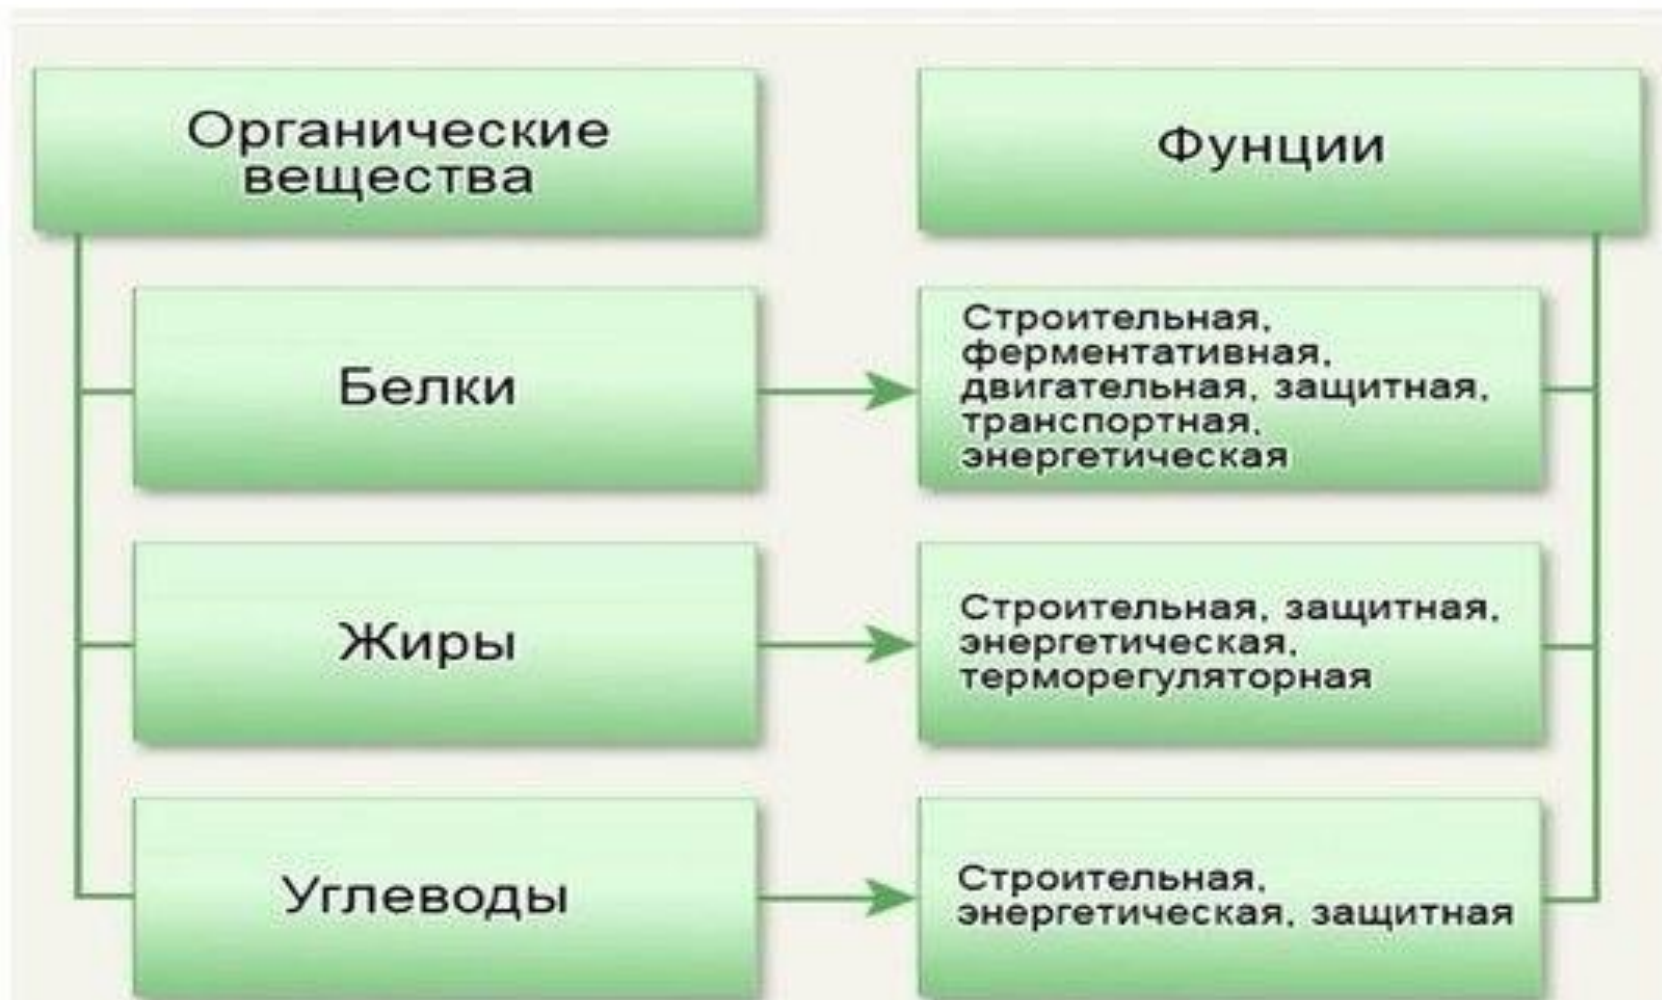 Органические
вещества
Фунции
Белки
Строительная,
ферментативная,
двигательная, защитная,
транспортная,
энергетическая
Жиры
Строительная, защитная,
энергетическая,
терморегуляторная
Углеводы
Строительная,
энергетическая, защитная